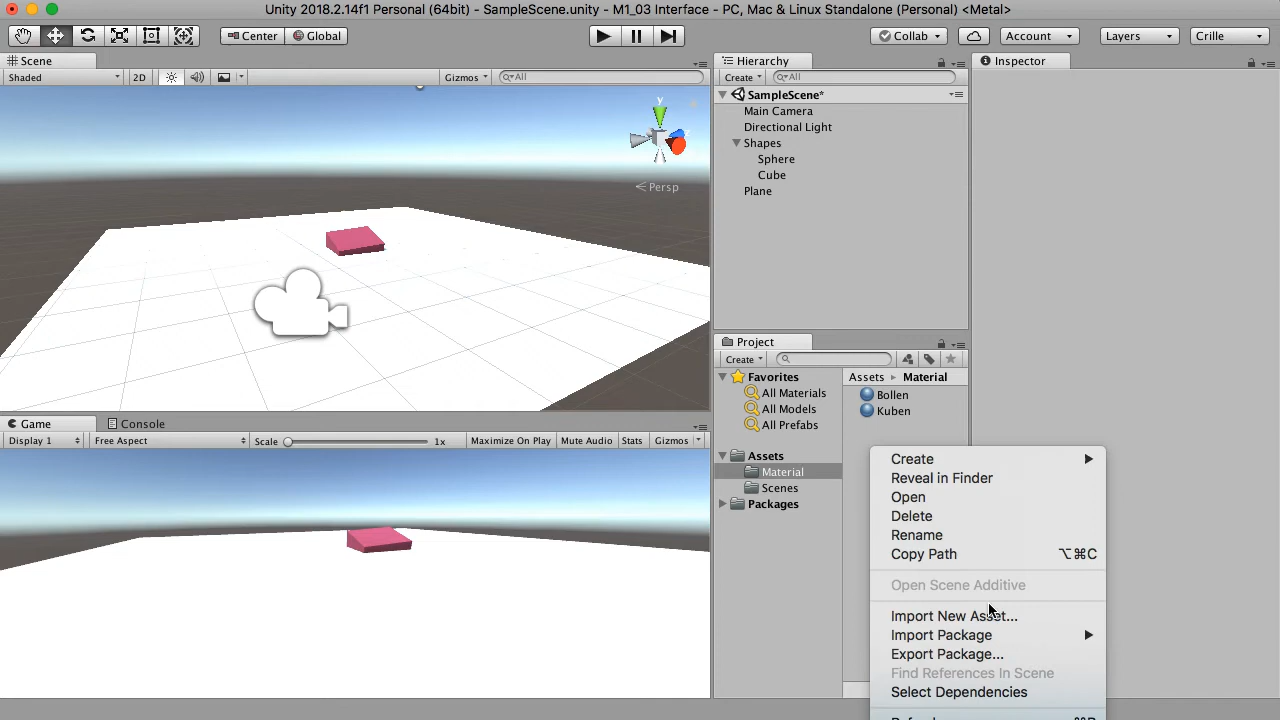 Unity 2018.2.14f1 Personal (64bit) - SampleScene.unity - M1_03 Interface - PC, Mac & Linux Standalone (Personal) <Metal>
Center Global Collab Account Layers Crille
Scene
Shaded 2D Gizmos All
y
Persp
Hierarchy
Create All
SampleScene*
Main Camera
Directional Light
Shapes
Sphere
Cube
Plane
Inspector
Game Console
Display 1 Free Aspect Scale 1x Maximize On Play Mute Audio Stats Gizmos
Project
Create
Favorites
All Materials
All Models
All Prefabs
Assets
Material
Scenes
Packages
Assets Material
Bollen
Kuben
Create
Reveal in Finder
Open
Delete
Rename
Copy Path ⌥⌘C
Open Scene Additive
Import New Asset...
Import Package
Export Package...
Find References In Scene
Select Dependencies